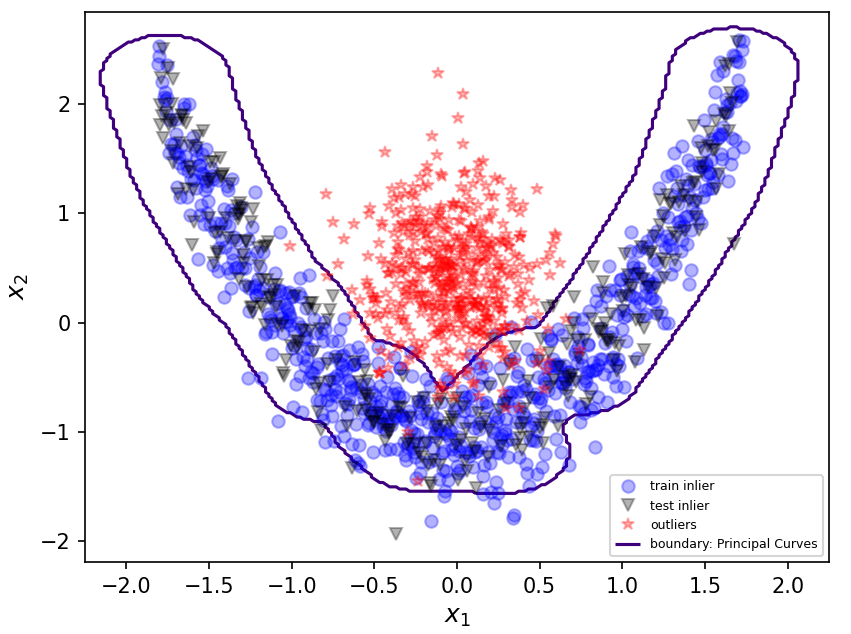 2
1
0
−1
−2
x2
−2.0 −1.5 −1.0 −0.5 0.0 0.5 1.0 1.5 2.0
x1
train inlier
test inlier
outliers
boundary: Principal Curves